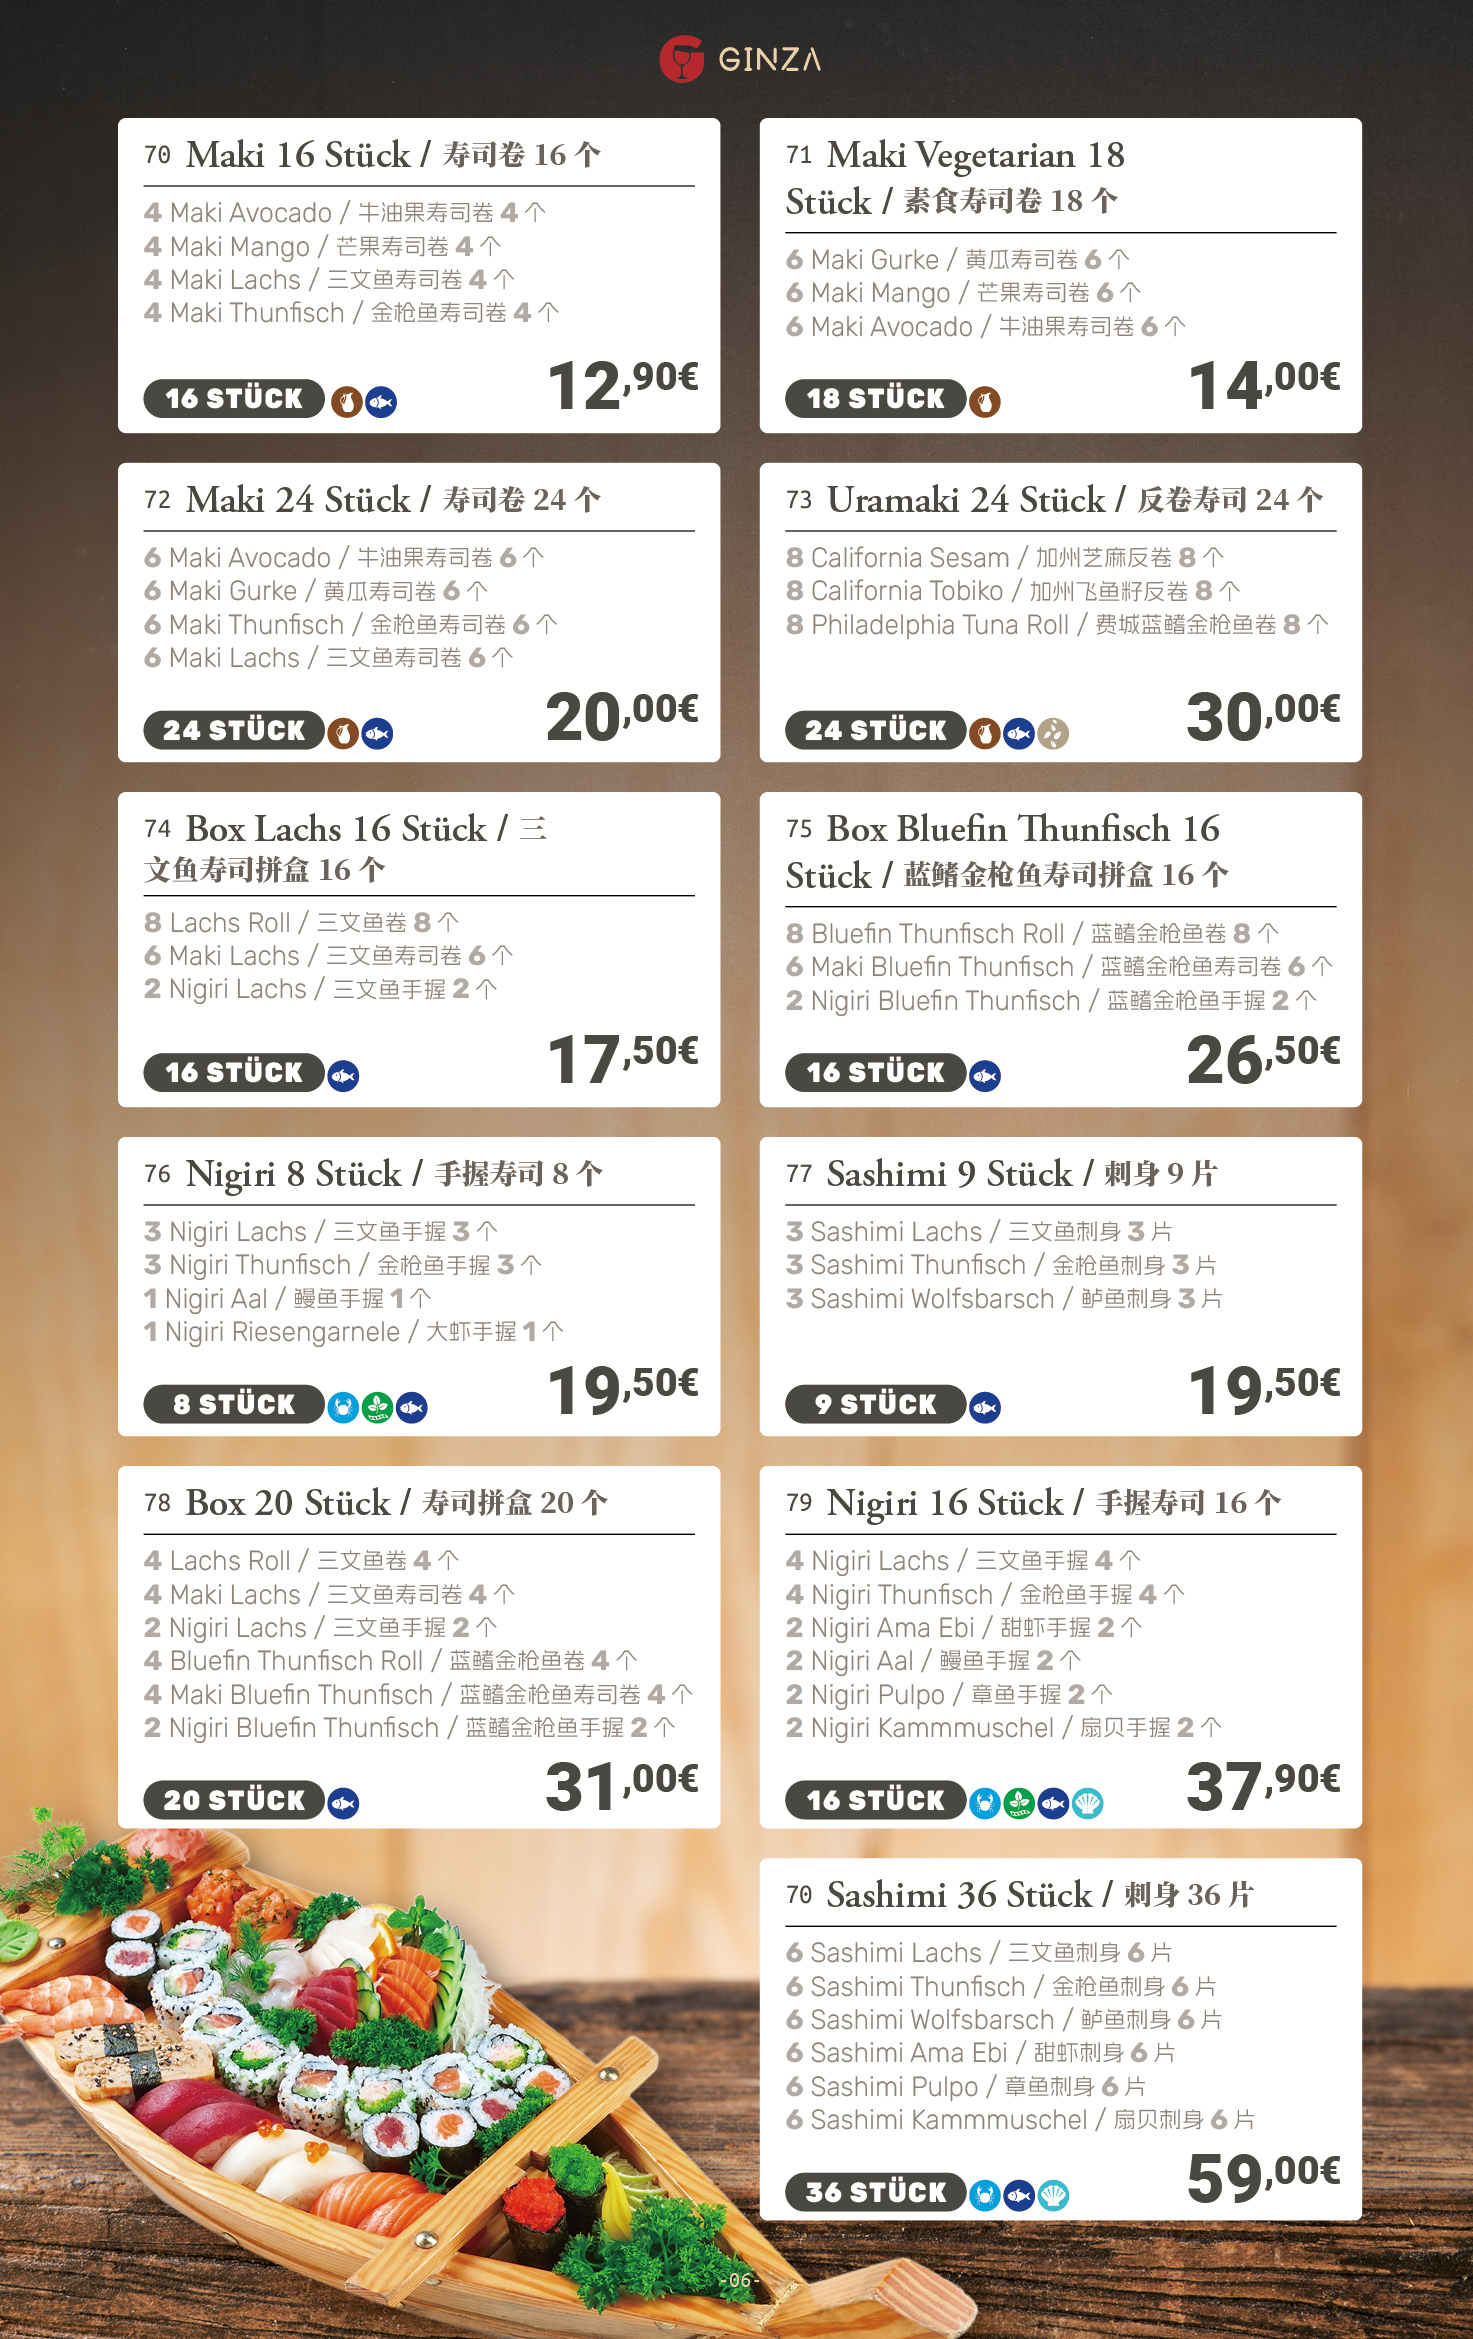 GINZA
70 Maki 16 Stück / 寿司卷 16 个
4 Maki Avocado / 牛油果寿司卷 4 个
4 Maki Mango / 芒果寿司卷 4 个
4 Maki Lachs / 三文鱼寿司卷 4 个
4 Maki Thunfisch / 金枪鱼寿司卷 4 个
16 STÜCK
12,90€
71 Maki Vegetarian 18
Stück / 素食寿司卷 18 个
6 Maki Gurke / 黄瓜寿司卷 6 个
6 Maki Mango / 芒果寿司卷 6 个
6 Maki Avocado / 牛油果寿司卷 6 个
18 STÜCK
14,00€
72 Maki 24 Stück / 寿司卷 24 个
6 Maki Avocado / 牛油果寿司卷 6 个
6 Maki Gurke / 黄瓜寿司卷 6 个
6 Maki Thunfisch / 金枪鱼寿司卷 6 个
6 Maki Lachs / 三文鱼寿司卷 6 个
24 STÜCK
20,00€
73 Uramaki 24 Stück / 反卷寿司 24 个
8 California Sesam / 加州芝麻反卷 8 个
8 California Tobiko / 加州飞鱼籽反卷 8 个
8 Philadelphia Tuna Roll / 费城蓝鳍金枪鱼卷 8 个
24 STÜCK
30,00€
74 Box Lachs 16 Stück / 三
文鱼寿司拼盒 16 个
8 Lachs Roll / 三文鱼卷 8 个
6 Maki Lachs / 三文鱼寿司卷 6 个
2 Nigiri Lachs / 三文鱼手握 2 个
16 STÜCK
17,50€
75 Box Bluefin Thunfisch 16
Stück / 蓝鳍金枪鱼寿司拼盒 16 个
8 Bluefin Thunfisch Roll / 蓝鳍金枪鱼卷 8 个
6 Maki Bluefin Thunfisch / 蓝鳍金枪鱼寿司卷 6 个
2 Nigiri Bluefin Thunfisch / 蓝鳍金枪鱼手握 2 个
16 STÜCK
26,50€
76 Nigiri 8 Stück / 手握寿司 8 个
3 Nigiri Lachs / 三文鱼手握 3 个
3 Nigiri Thunfisch / 金枪鱼手握 3 个
1 Nigiri Aal / 鳗鱼手握 1 个
1 Nigiri Riesengarnele / 大虾手握 1 个
8 STÜCK
19,50€
77 Sashimi 9 Stück / 刺身 9 片
3 Sashimi Lachs / 三文鱼刺身 3 片
3 Sashimi Thunfisch / 金枪鱼刺身 3 片
3 Sashimi Wolfsbarsch / 鲈鱼刺身 3 片
9 STÜCK
19,50€
78 Box 20 Stück / 寿司拼盒 20 个
4 Lachs Roll / 三文鱼卷 4 个
4 Maki Lachs / 三文鱼寿司卷 4 个
2 Nigiri Lachs / 三文鱼手握 2 个
4 Bluefin Thunfisch Roll / 蓝鳍金枪鱼卷 4 个
4 Maki Bluefin Thunfisch / 蓝鳍金枪鱼寿司卷 4 个
2 Nigiri Bluefin Thunfisch / 蓝鳍金枪鱼手握 2 个
20 STÜCK
31,00€
79 Nigiri 16 Stück / 手握寿司 16 个
4 Nigiri Lachs / 三文鱼手握 4 个
4 Nigiri Thunfisch / 金枪鱼手握 4 个
2 Nigiri Ama Ebi / 甜虾手握 2 个
2 Nigiri Aal / 鳗鱼手握 2 个
2 Nigiri Pulpo / 章鱼手握 2 个
2 Nigiri Kammmuschel / 扇贝手握 2 个
16 STÜCK
37,90€
70 Sashimi 36 Stück / 刺身 36 片
6 Sashimi Lachs / 三文鱼刺身 6 片
6 Sashimi Thunfisch / 金枪鱼刺身 6 片
6 Sashimi Wolfsbarsch / 鲈鱼刺身 6 片
6 Sashimi Ama Ebi / 甜虾刺身 6 片
6 Sashimi Pulpo / 章鱼刺身 6 片
6 Sashimi Kammmuschel / 扇贝刺身 6 片
36 STÜCK
59,00€
-06-